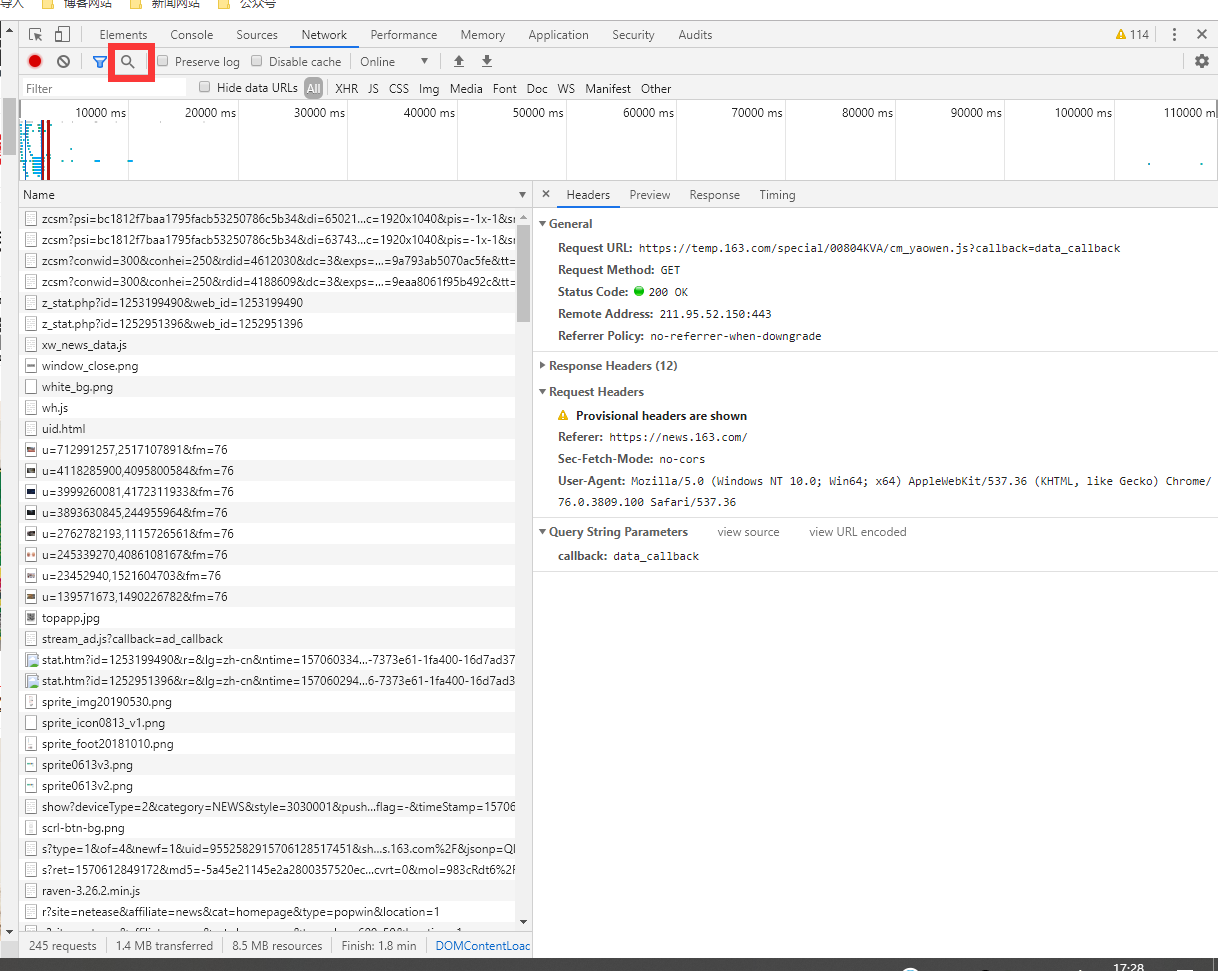 导入 博客网站 新闻网站 公众号
Elements Console Sources Network Performance Memory Application Security Audits 114
Preserve log Disable cache Online
Filter Hide data URLs All XHR JS CSS Img Media Font Doc WS Manifest Other
10000 ms 20000 ms 30000 ms 40000 ms 50000 ms 60000 ms 70000 ms 80000 ms 90000 ms 100000 ms 110000 m
Name
zcsm?psi=bc1812f7baa1795facb53250786c5b34&di=65021...c=1920x1040&pis=-1x-1&sr
zcsm?psi=bc1812f7baa1795facb53250786c5b34&di=63743...c=1920x1040&pis=-1x-1&sr
zcsm?conwid=300&conhei=250&rdid=4612030&dc=3&exps=...=9a793ab5070ac5fe&tt=
zcsm?conwid=300&conhei=250&rdid=4188609&dc=3&exps=...=9eaa8061f95b492c&tt=
z_stat.php?id=1253199490&web_id=1253199490
z_stat.php?id=1252951396&web_id=1252951396
xw_news_data.js
window_close.png
white_bg.png
wh.js
uid.html
u=712991257,2517107891&fm=76
u=4118285900,4095800584&fm=76
u=3999260081,4172311933&fm=76
u=3893630845,244955964&fm=76
u=2762782193,1115726561&fm=76
u=245339270,4086108167&fm=76
u=23452940,1521604703&fm=76
u=139571673,1490226782&fm=76
topapp.jpg
stream_ad.js?callback=ad_callback
stat.htm?id=1253199490&r=&lg=zh-cn&ntime=157060334...-7373e61-1fa400-16d7ad37
stat.htm?id=1252951396&r=&lg=zh-cn&ntime=157060294...6-7373e61-1fa400-16d7ad3
sprite_img20190530.png
sprite_icon0813_v1.png
sprite_foot20181010.png
sprite0613v3.png
sprite0613v2.png
show?deviceType=2&category=NEWS&style=3030001&push...flag=-&timeStamp=15706
scrl-btn-bg.png
s?type=1&of=4&newf=1&uid=9552582915706128517451&sh...s.163.com%2F&jsonp=Q
s?ret=1570612849172&md5=-5a45e21145e2a2800357520ec...cvrt=0&mol=983cRdt6%2F
raven-3.26.2.min.js
r?site=netease&affiliate=news&cat=homepage&type=popwin&location=1
245 requests 1.4 MB transferred 8.5 MB resources Finish: 1.8 min DOMContentLoac
Headers Preview Response Timing
General
Request URL: https://temp.163.com/special/00804KVA/cm_yaowen.js?callback=data_callback
Request Method: GET
Status Code: 200 OK
Remote Address: 211.95.52.150:443
Referrer Policy: no-referrer-when-downgrade
Response Headers (12)
Request Headers
Provisional headers are shown
Referer: https://news.163.com/
Sec-Fetch-Mode: no-cors
User-Agent: Mozilla/5.0 (Windows NT 10.0; Win64; x64) AppleWebKit/537.36 (KHTML, like Gecko) Chrome/
76.0.3809.100 Safari/537.36
Query String Parameters view source view URL encoded
callback: data_callback
17:28